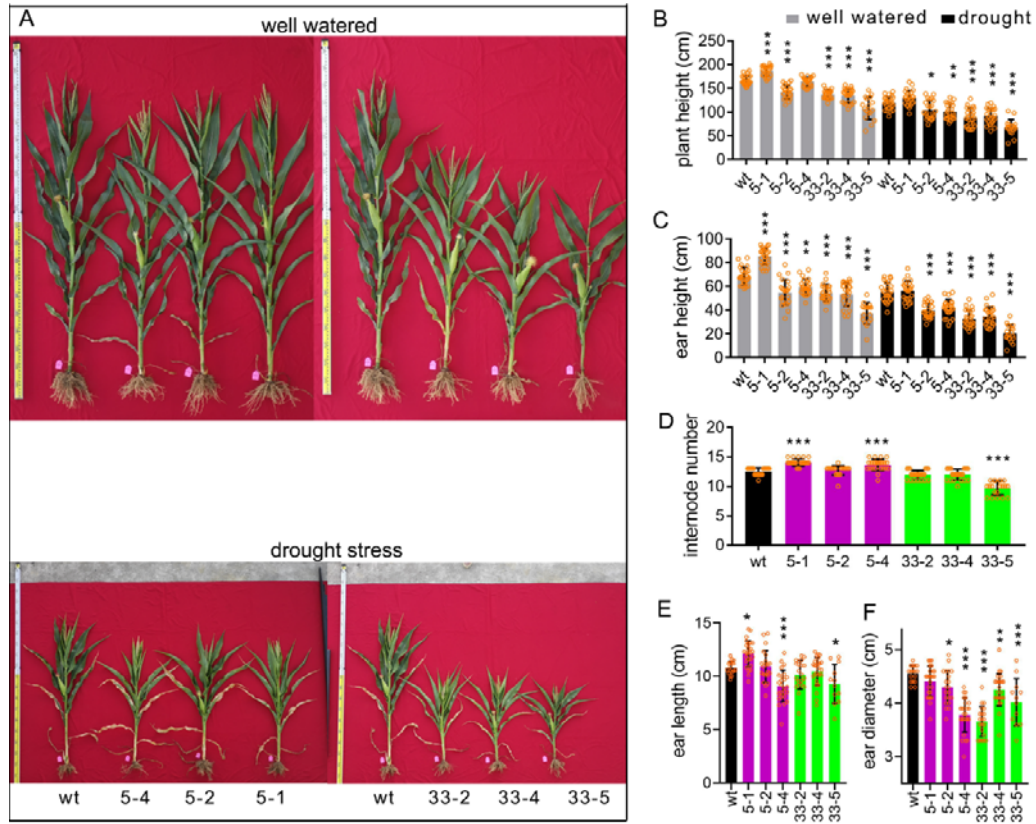 A
well watered
drought stress
wt 5-4 5-2 5-1 wt 33-2 33-4 33-5
well watered drought
B
plant height (cm)
250
200
150
100
50
0
*** *** *** *** *** * ** *** *** ***
wt 5-1 5-2 5-4 33-2 33-4 33-5 wt 5-1 5-2 5-4 33-2 33-4 33-5
C
ear height (cm)
100
80
60
40
20
0
*** *** ** *** *** *** *** *** *** *** ***
wt 5-1 5-2 5-4 33-2 33-4 33-5 wt 5-1 5-2 5-4 33-2 33-4 33-5
D
internode number
20
15
10
5
0
*** *** ***
wt 5-1 5-2 5-4 33-2 33-4 33-5
E
ear length (cm)
15
10
5
0
* *** *
wt 5-1 5-2 5-4 33-2 33-4 33-5
F
ear diameter (cm)
5
4
3
* *** *** ** ***
wt 5-1 5-2 5-4 33-2 33-4 33-5